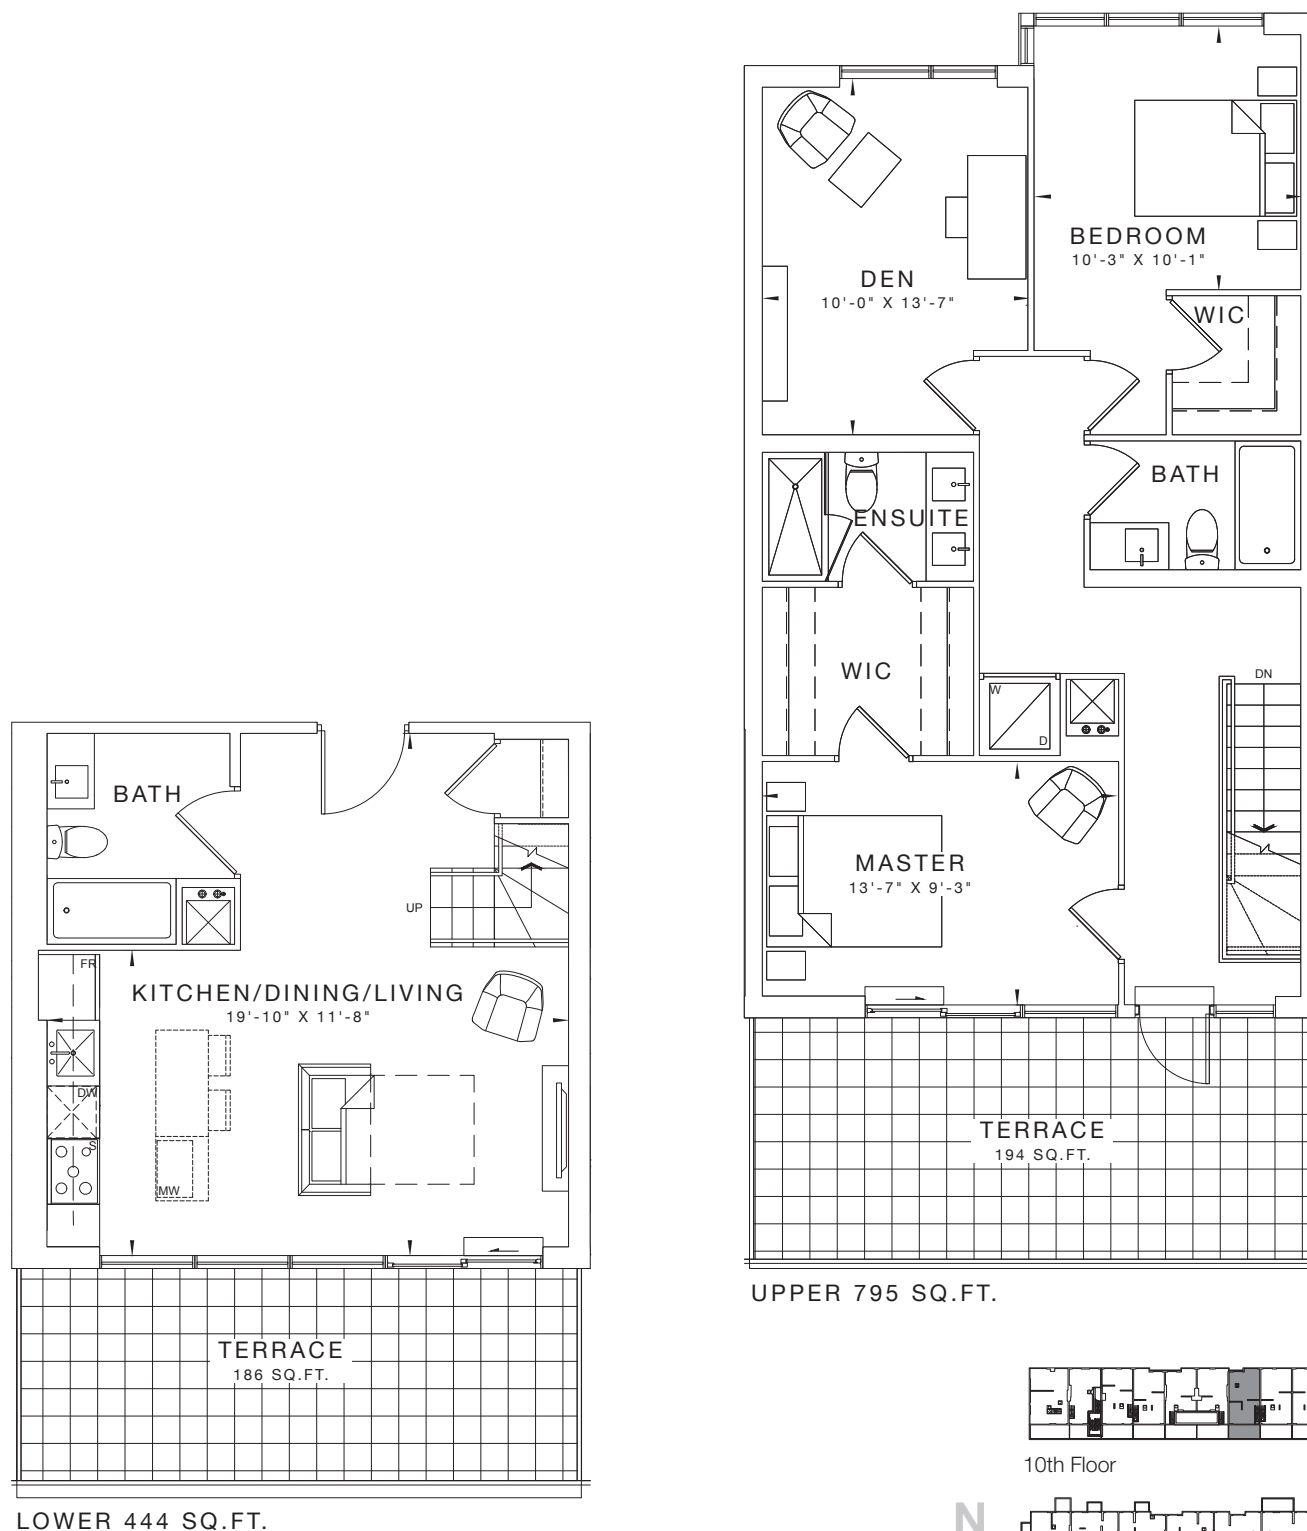 DEN
10'-0" X 13'-7"
BEDROOM
10'-3" X 10'-1"
WIC
ENSUITE
BATH
WIC
W
D
DN
MASTER
13'-7" X 9'-3"
TERRACE
194 SQ.FT.
UPPER 795 SQ.FT.
BATH
UP
FR
KITCHEN/DINING/LIVING
19'-10" X 11'-8"
DW
S
MW
TERRACE
186 SQ.FT.
LOWER 444 SQ.FT.
10th Floor
N